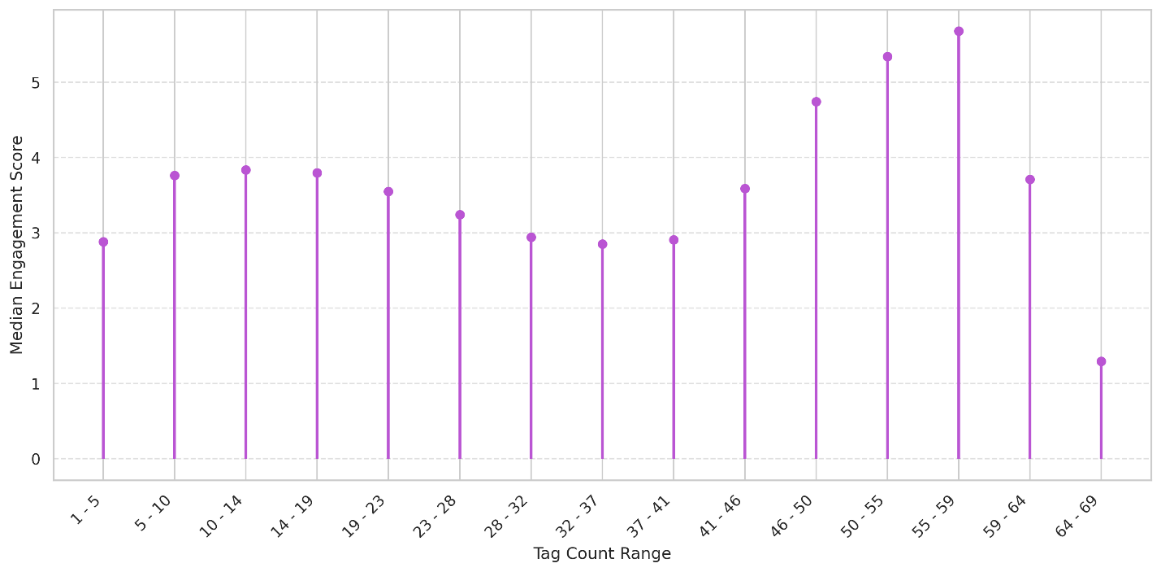 Median Engagement Score
5
4
3
2
1
0
1 - 5
5 - 10
10 - 14
14 - 19
19 - 23
23 - 28
28 - 32
32 - 37
37 - 41
41 - 46
46 - 50
50 - 55
55 - 59
59 - 64
64 - 69
Tag Count Range